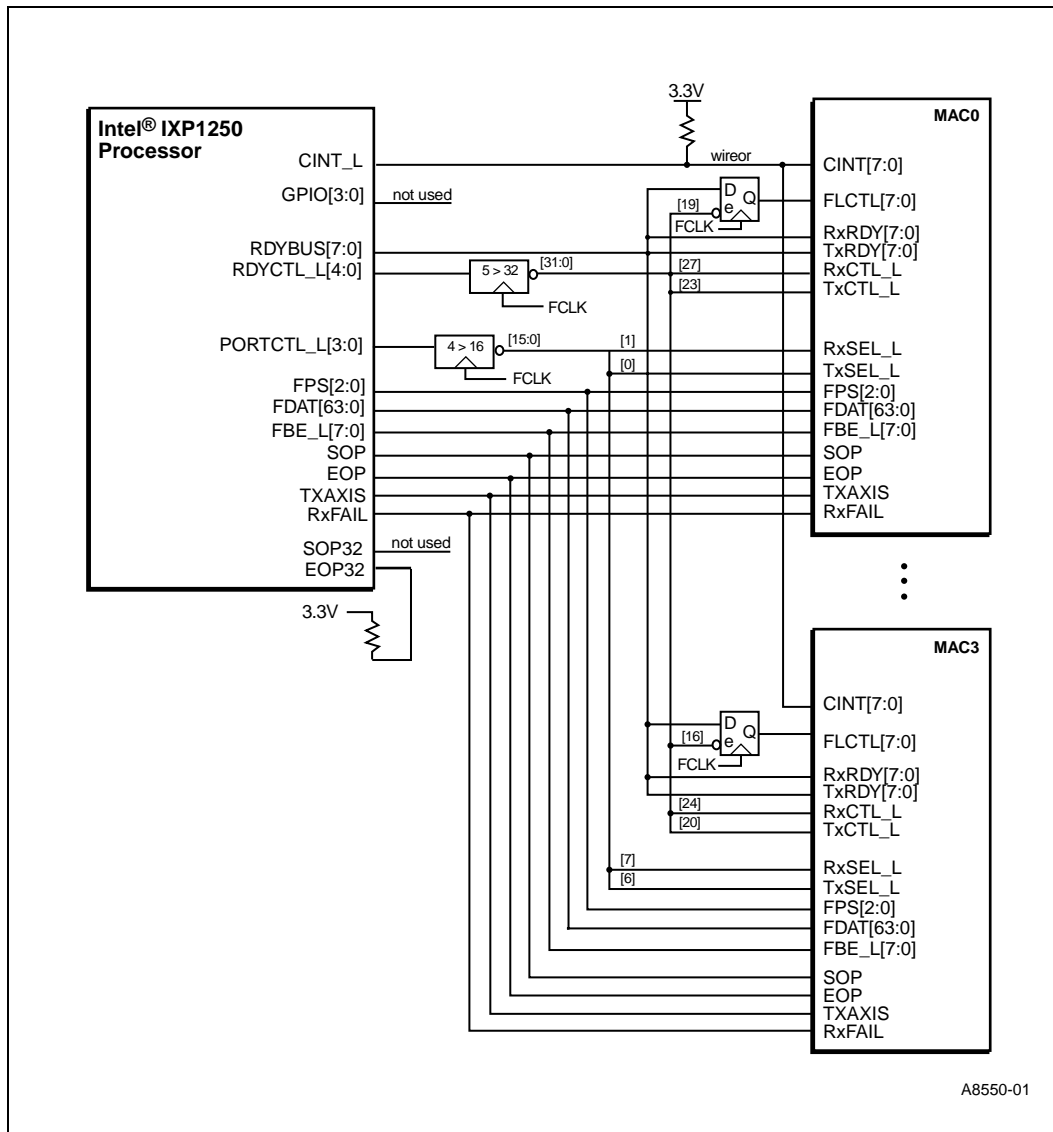 Intel® IXP1250
Processor
CINT_L
GPIO[3:0]
not used
RDYBUS[7:0]
RDYCTL_L[4:0]
5 > 32
[31:0]
FCLK
PORTCTL_L[3:0]
4 > 16
[15:0]
FCLK
FPS[2:0]
FDAT[63:0]
FBE_L[7:0]
SOP
EOP
TXAXIS
RxFAIL
SOP32
not used
EOP32
3.3V
3.3V
wireor
D
Q
e
[19]
FCLK
[27]
[23]
[1]
[0]
MAC0
CINT[7:0]
FLCTL[7:0]
RxRDY[7:0]
TxRDY[7:0]
RxCTL_L
TxCTL_L
RxSEL_L
TxSEL_L
FPS[2:0]
FDAT[63:0]
FBE_L[7:0]
SOP
EOP
TXAXIS
RxFAIL
D
Q
e
[16]
FCLK
[24]
[20]
[7]
[6]
MAC3
CINT[7:0]
FLCTL[7:0]
RxRDY[7:0]
TxRDY[7:0]
RxCTL_L
TxCTL_L
RxSEL_L
TxSEL_L
FPS[2:0]
FDAT[63:0]
FBE_L[7:0]
SOP
EOP
TXAXIS
RxFAIL
A8550-01